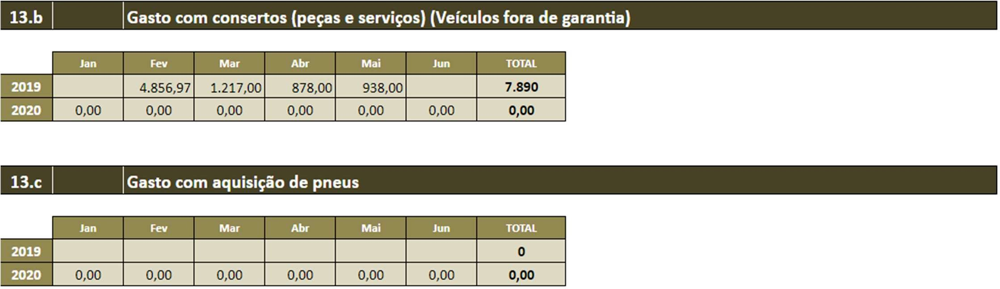 13.b Gasto com consertos (peças e serviços) (Veículos fora de garantia)
Jan Fev Mar Abr Mai Jun TOTAL
2019 4.856,97 1.217,00 878,00 938,00 7.890
2020 0,00 0,00 0,00 0,00 0,00 0,00 0,00
13.c Gasto com aquisição de pneus
Jan Fev Mar Abr Mai Jun TOTAL
2019 0
2020 0,00 0,00 0,00 0,00 0,00 0,00 0,00